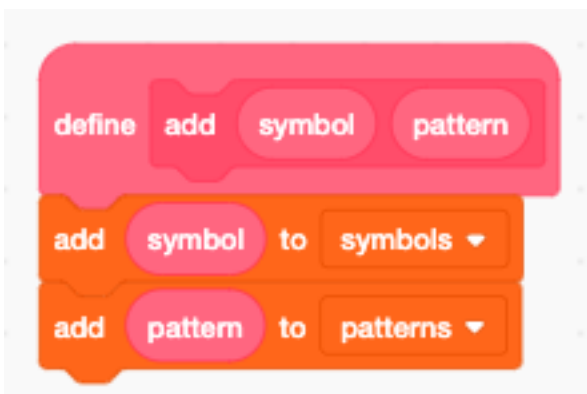 define add symbol pattern
add symbol to symbols
add pattern to patterns